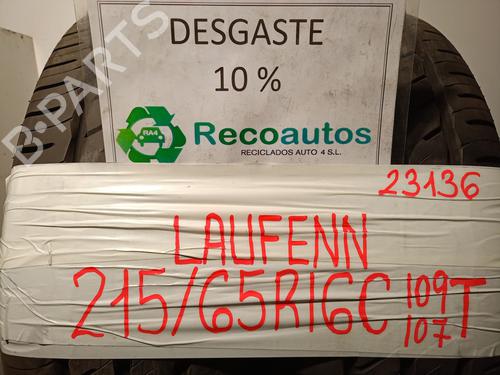 DESGASTE
10 %
B-PARTS
RA4
Recoautos
RECICLADOS AUTO 4 S.L.
23136
LAUFENN
215/65R16C 109/107T